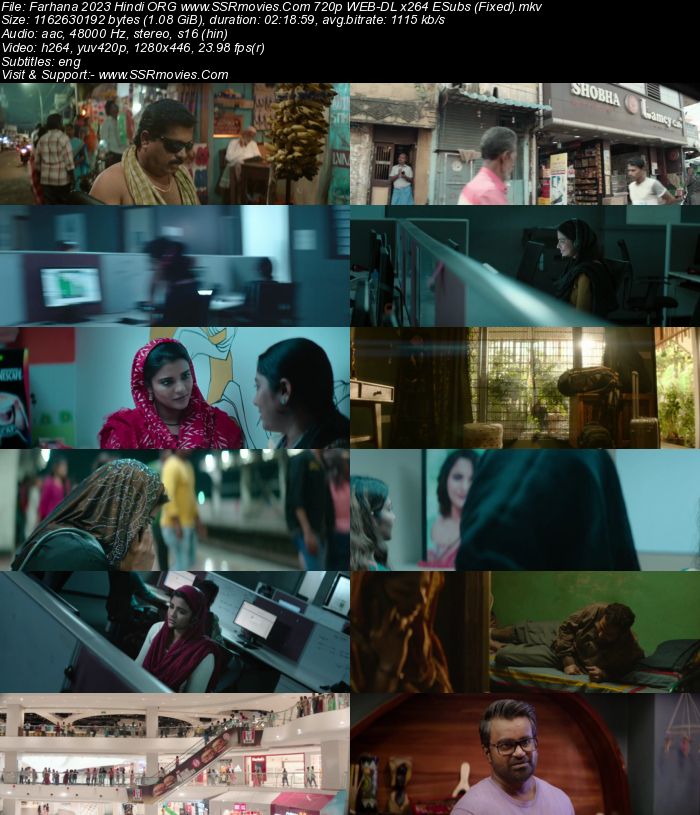 File: Farhana 2023 Hindi ORG www.SSRmovies.Com 720p WEB-DL x264 ESubs (Fixed).mkv
Size: 1162630192 bytes (1.08 GiB), duration: 02:18:59, avg.bitrate: 1115 kb/s
Audio: aac, 48000 Hz, stereo, s16 (hin)
Video: h264, yuv420p, 1280x446, 23.98 fps(r)
Subtitles: eng
Visit & Support:- www.SSRmovies.Com
SHOBHA
Lamcy
NESCAFÉ